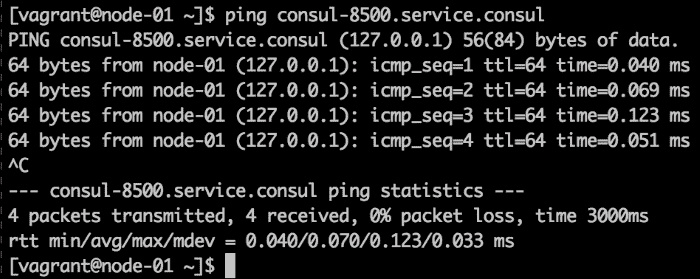 [vagrant@node-01 ~]$ ping consul-8500.service.consul
PING consul-8500.service.consul (127.0.0.1) 56(84) bytes of data.
64 bytes from node-01 (127.0.0.1): icmp_seq=1 ttl=64 time=0.040 ms
64 bytes from node-01 (127.0.0.1): icmp_seq=2 ttl=64 time=0.069 ms
64 bytes from node-01 (127.0.0.1): icmp_seq=3 ttl=64 time=0.123 ms
64 bytes from node-01 (127.0.0.1): icmp_seq=4 ttl=64 time=0.051 ms
^C
--- consul-8500.service.consul ping statistics ---
4 packets transmitted, 4 received, 0% packet loss, time 3000ms
rtt min/avg/max/mdev = 0.040/0.070/0.123/0.033 ms
[vagrant@node-01 ~]$